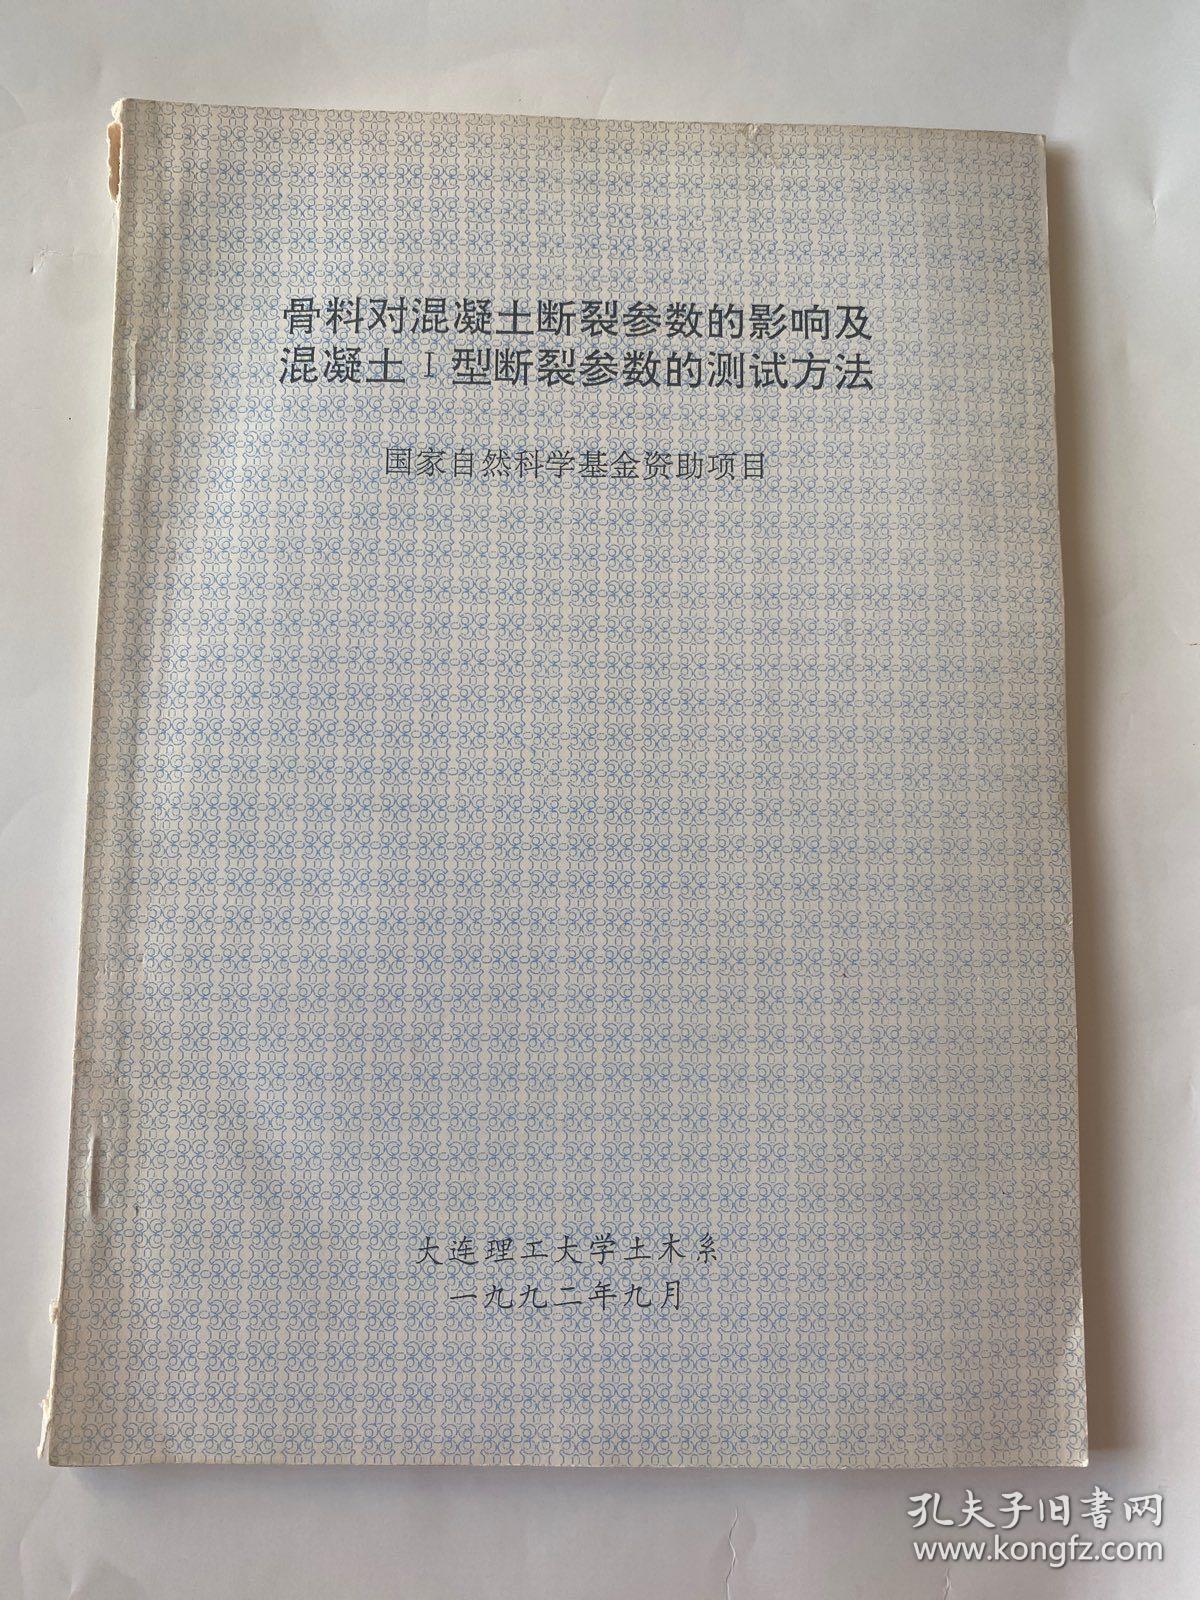 骨料对混凝土断裂参数的影响及
混凝土Ⅰ型断裂参数的测试方法
国家自然科学基金资助项目
大连理工大学土木系
一九九二年九月
孔夫子旧书网
www.kongfz.com